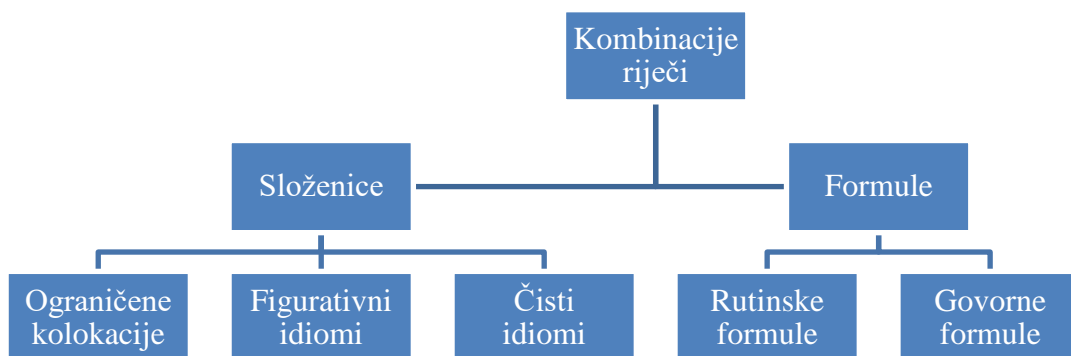 Kombinacije
riječi
Složenice
Formule
Ograničene
kolokacije
Figurativni
idiomi
Čisti
idiomi
Rutinske
formule
Govorne
formule